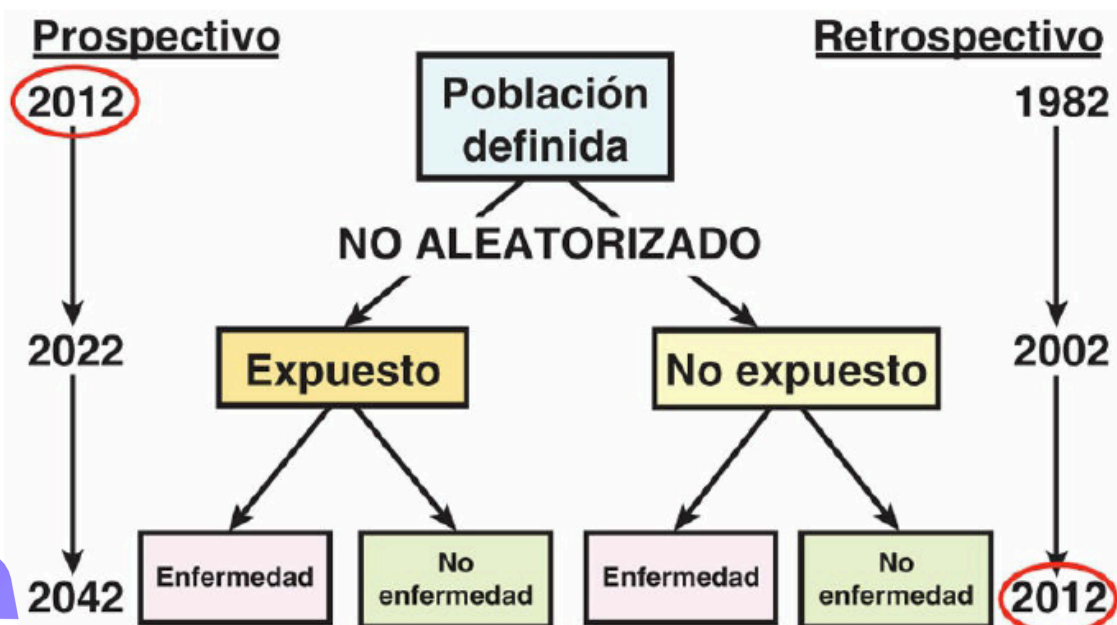 Prospectivo
Retrospectivo
2012
Población
definida
1982
NO ALEATORIZADO
2022
Expuesto
No expuesto
2002
2042
Enfermedad
No
enfermedad
Enfermedad
No
enfermedad
2012